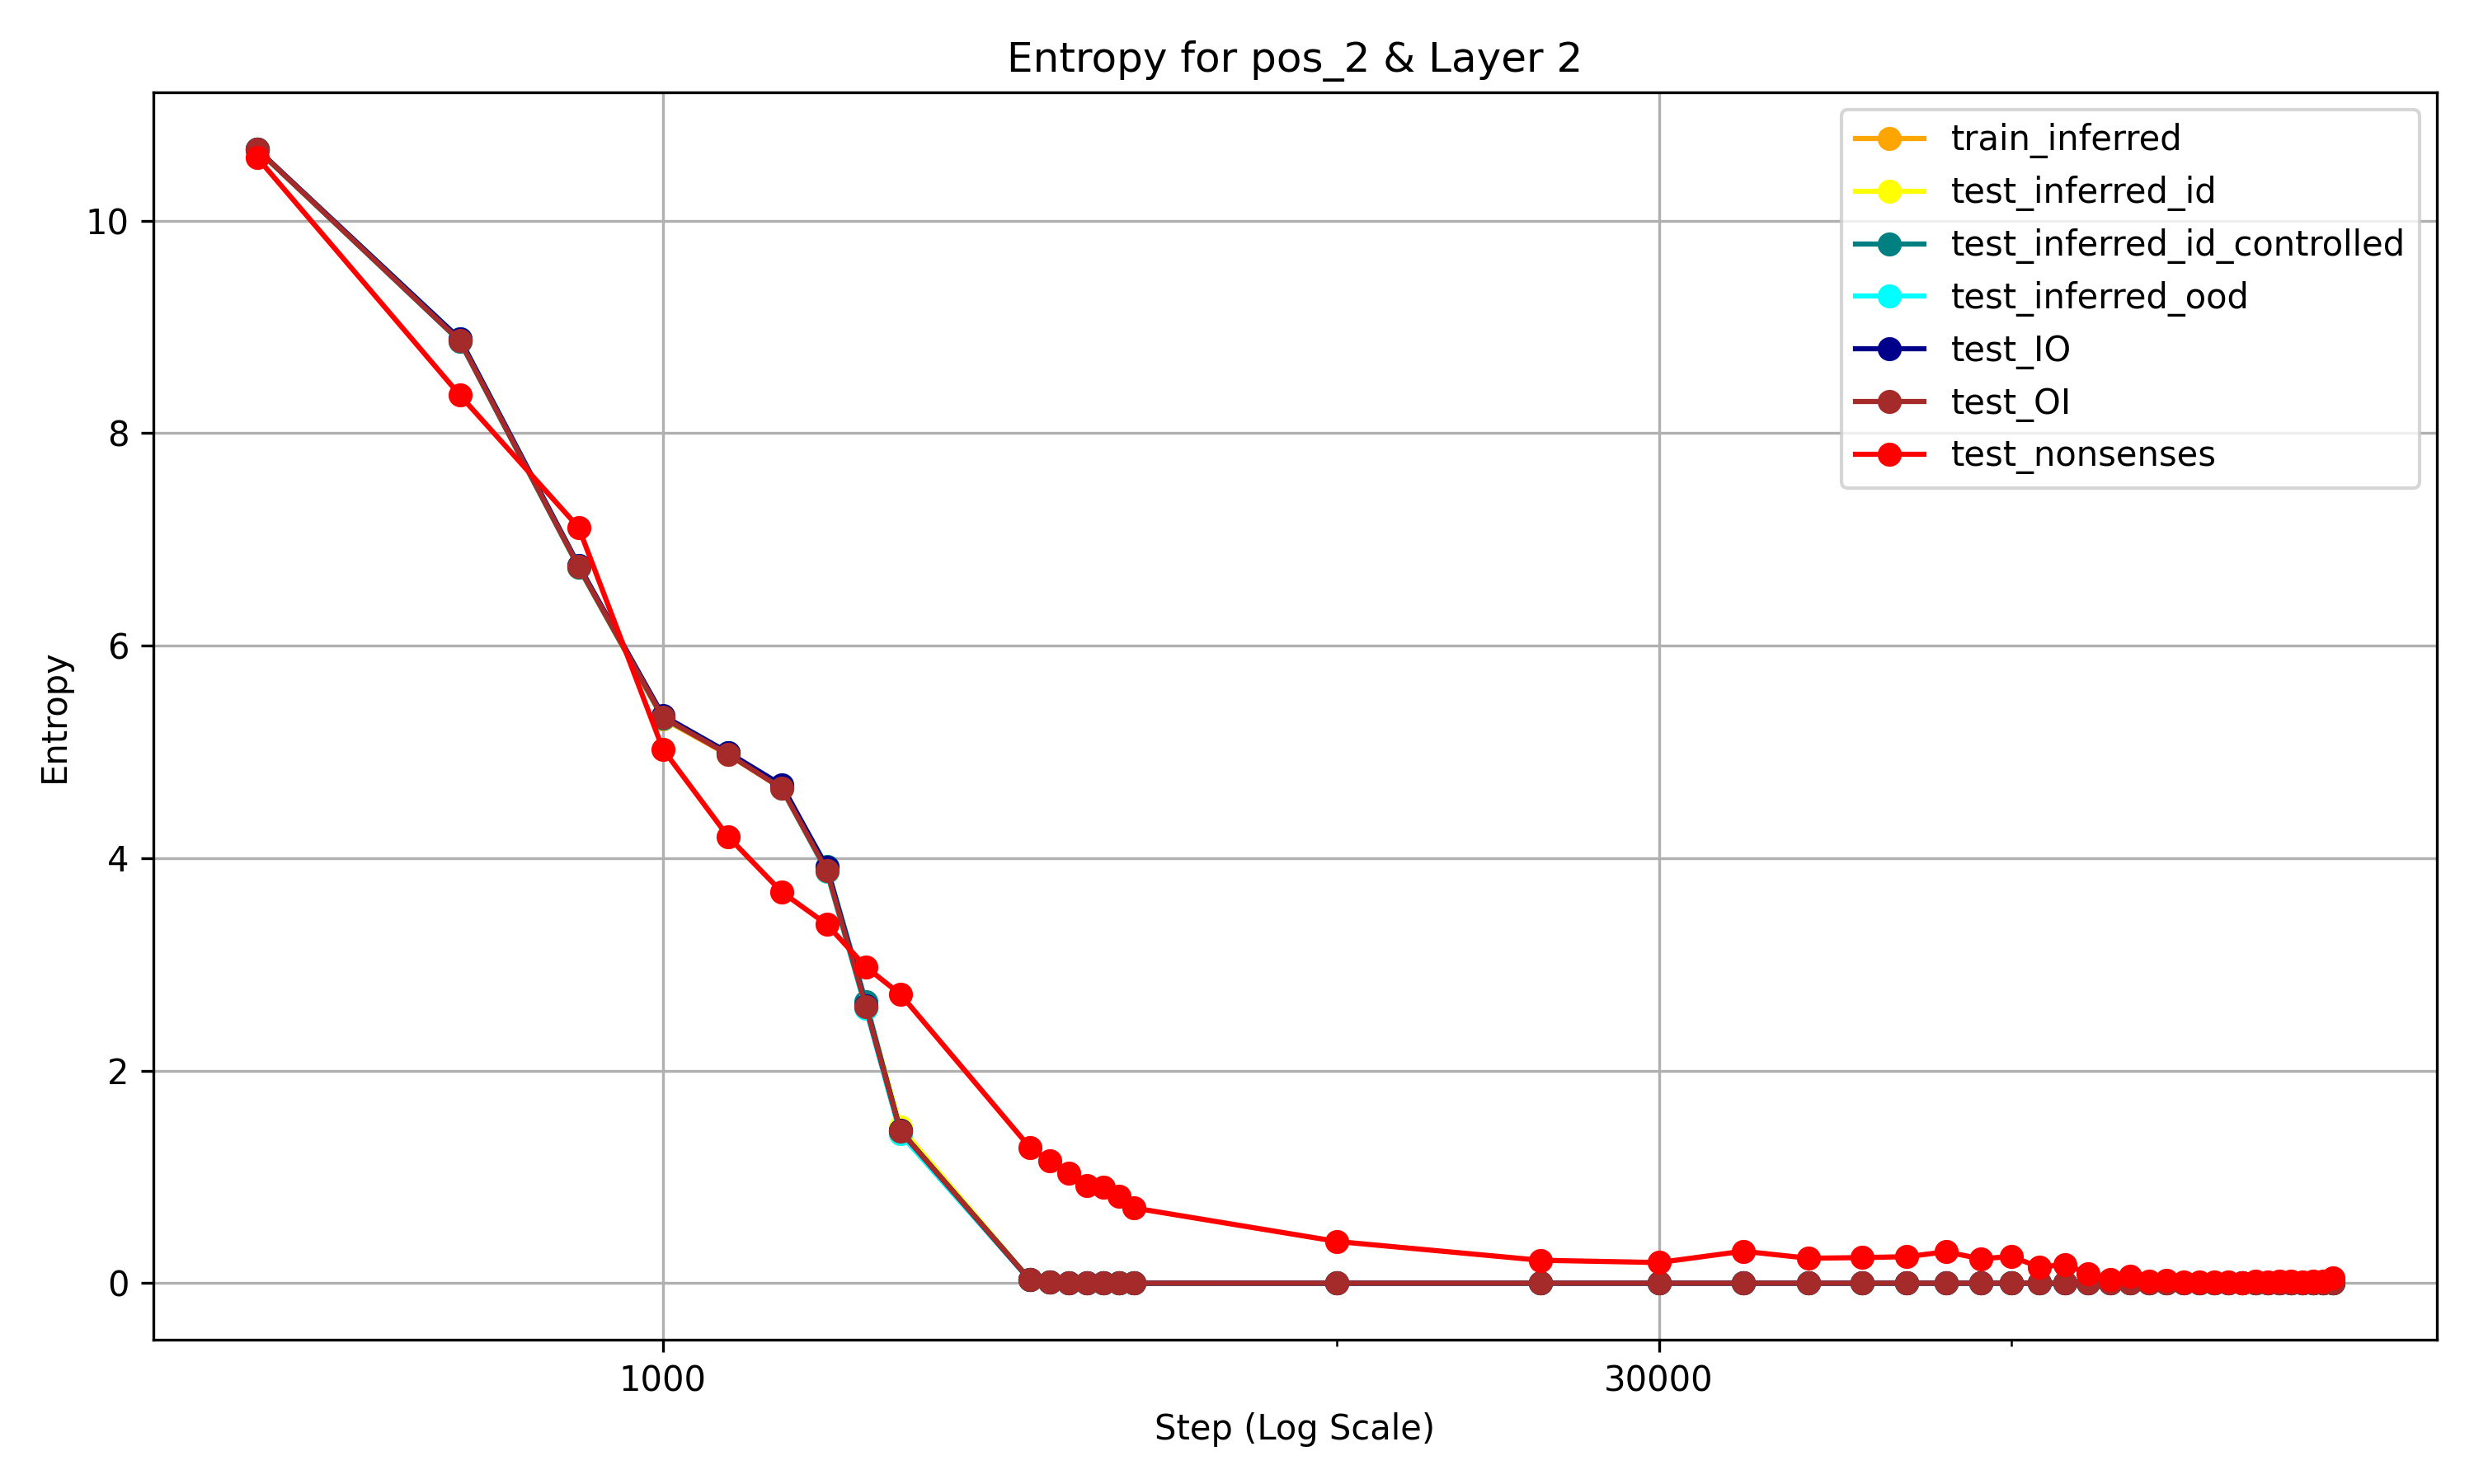 Entropy for pos_2 & Layer 2
train_inferred
test_inferred_id
test_inferred_id_controlled
test_inferred_ood
test_IO
test_OI
test_nonsenses
10
8
6
4
2
0
Entropy
1000
30000
Step (Log Scale)